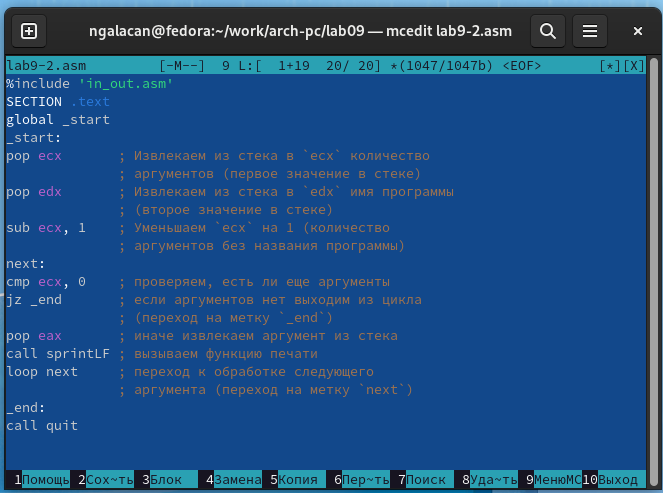 ngalacan@fedora:~/work/arch-pc/lab09 — mcedit lab9-2.asm
lab9-2.asm [-M--] 9 L:[ 1+19 20/ 20] *(1047/1047b) <EOF> [*][X]
%include 'in_out.asm'
SECTION .text
global _start
_start:
pop ecx ; Извлекаем из стека в `ecx` количество
; аргументов (первое значение в стеке)
pop edx ; Извлекаем из стека в `edx` имя программы
; (второе значение в стеке)
sub ecx, 1 ; Уменьшаем `ecx` на 1 (количество
; аргументов без названия программы)
next:
cmp ecx, 0 ; проверяем, есть ли еще аргументы
jz _end ; если аргументов нет выходим из цикла
; (переход на метку `_end`)
pop eax ; иначе извлекаем аргумент из стека
call sprintLF ; вызываем функцию печати
loop next ; переход к обработке следующего
; аргумента (переход на метку `next`)
_end:
call quit
1Помощь 2Сох~ть 3Блок 4Замена 5Копия 6Пер~ть 7Поиск 8Уда~ть 9МенюMC 10Выход